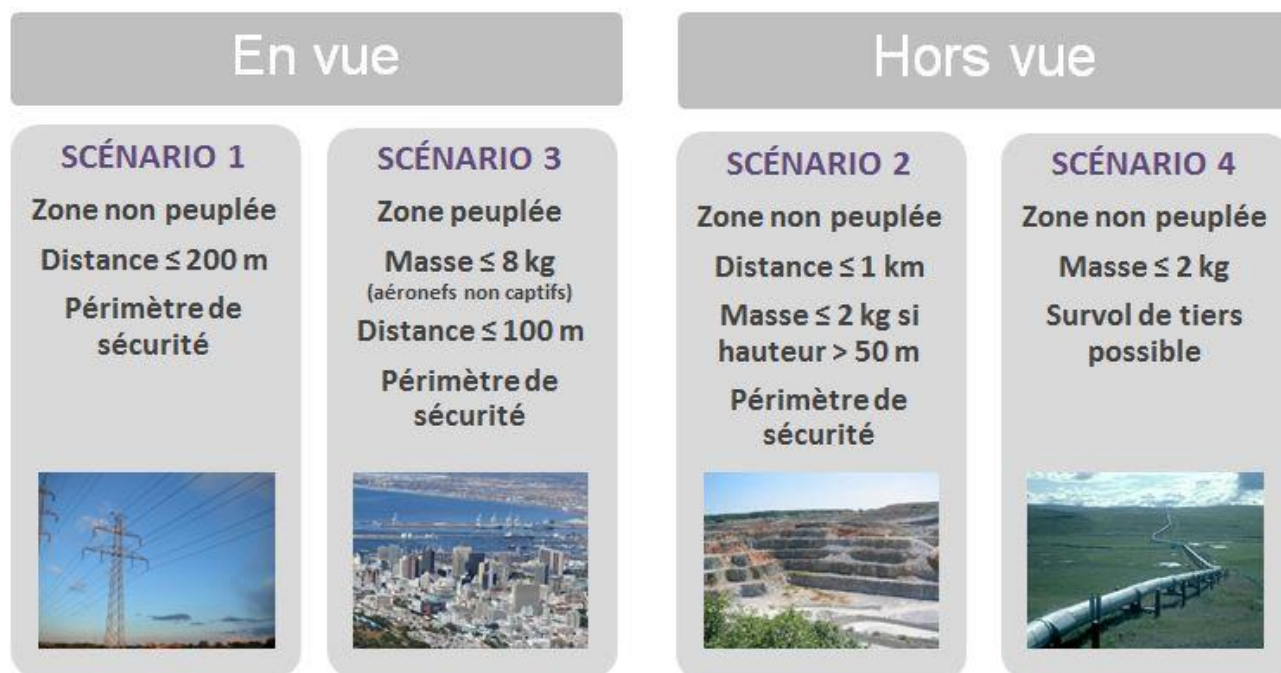 En vue
Hors vue
SCÉNARIO 1
Zone non peuplée
Distance ≤ 200 m
Périmètre de
sécurité
SCÉNARIO 3
Zone peuplée
Masse ≤ 8 kg
(aéronefs non captifs)
Distance ≤ 100 m
Périmètre de
sécurité
SCÉNARIO 2
Zone non peuplée
Distance ≤ 1 km
Masse ≤ 2 kg si
hauteur > 50 m
Périmètre de
sécurité
SCÉNARIO 4
Zone non peuplée
Masse ≤ 2 kg
Survol de tiers
possible